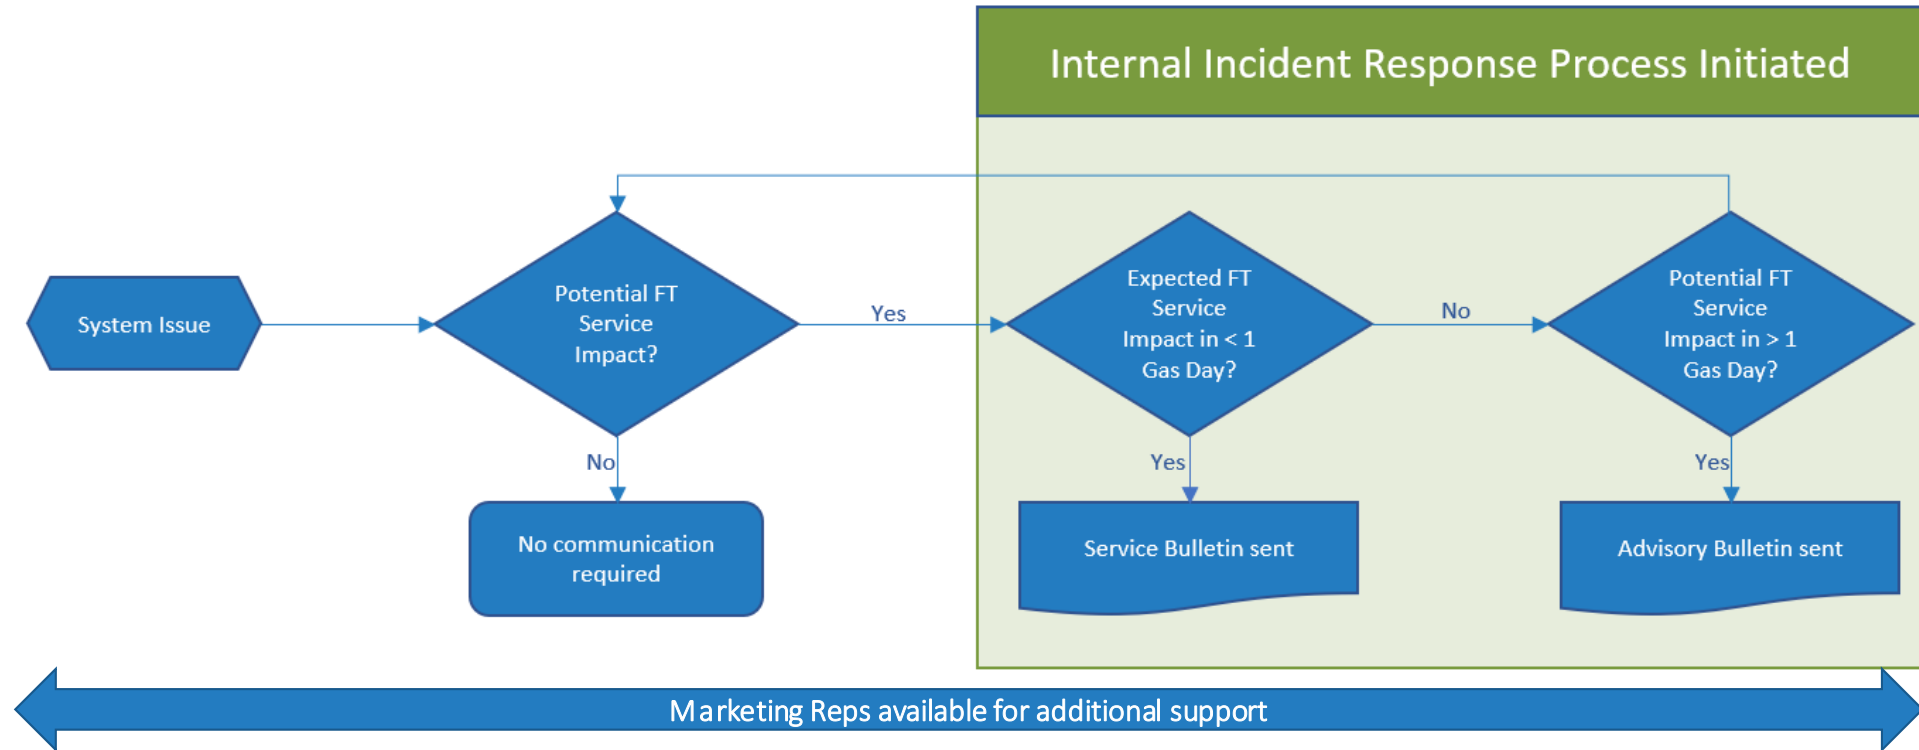 Internal Incident Response Process Initiated
System Issue
Potential FT
Service
Impact?
Yes
Expected FT
Service
Impact in < 1
Gas Day?
No
Potential FT
Service
Impact in > 1
Gas Day?
No
Yes
Yes
No communication
required
Service Bulletin sent
Advisory Bulletin sent
Marketing Reps available for additional support